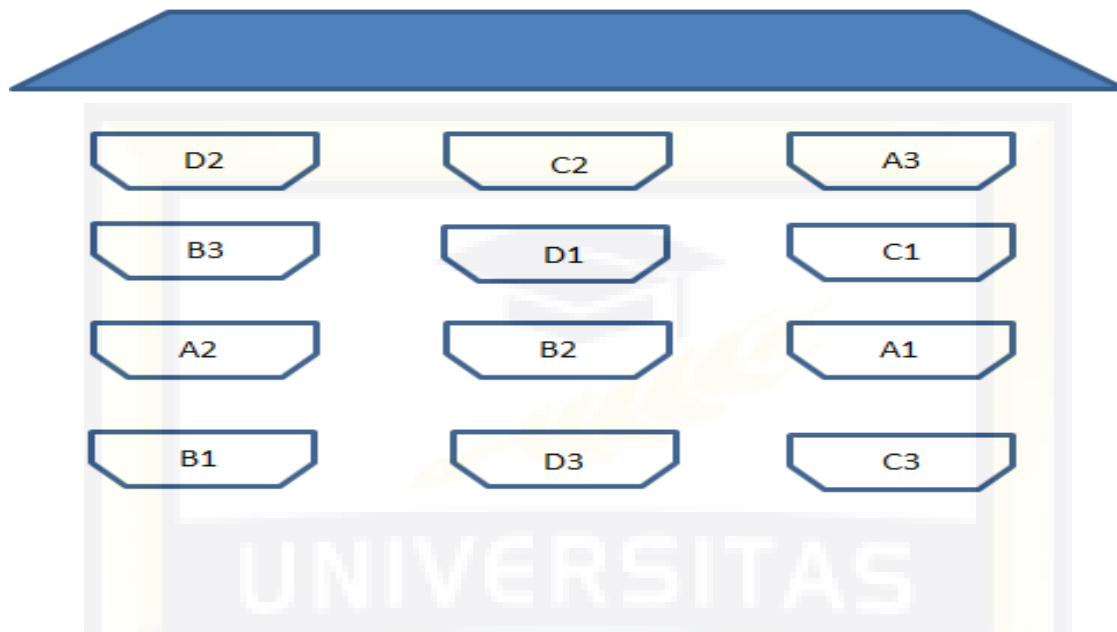 D2 C2 A3
B3 D1 C1
A2 B2 A1
B1 D3 C3
UNIVERSITAS